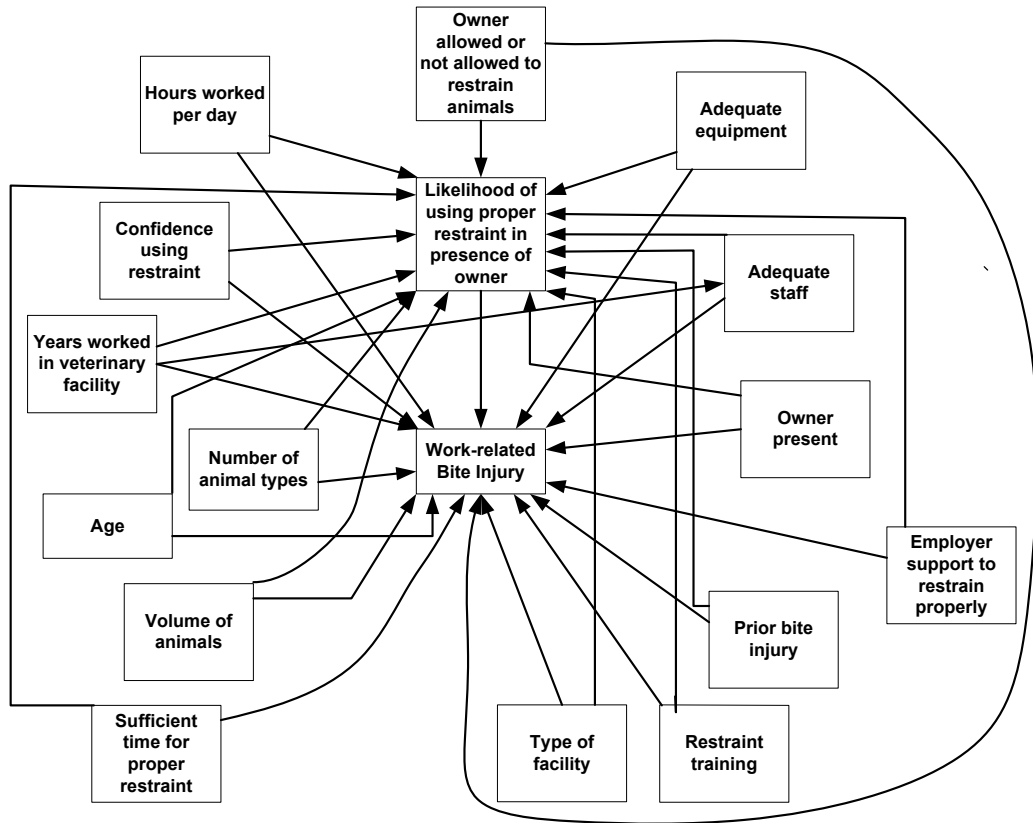 Owner
allowed or
not allowed to
restrain
animals
Hours worked
per day
Adequate
equipment
Likelihood of
using proper
restraint in
presence of
owner
Confidence
using
restraint
Adequate
staff
Years worked
in veterinary
facility
Owner
present
Number of
animal types
Work-related
Bite Injury
Age
Employer
support to
restrain
properly
Volume of
animals
Prior bite
injury
Sufficient
time for
proper
restraint
Type of
facility
Restraint
training